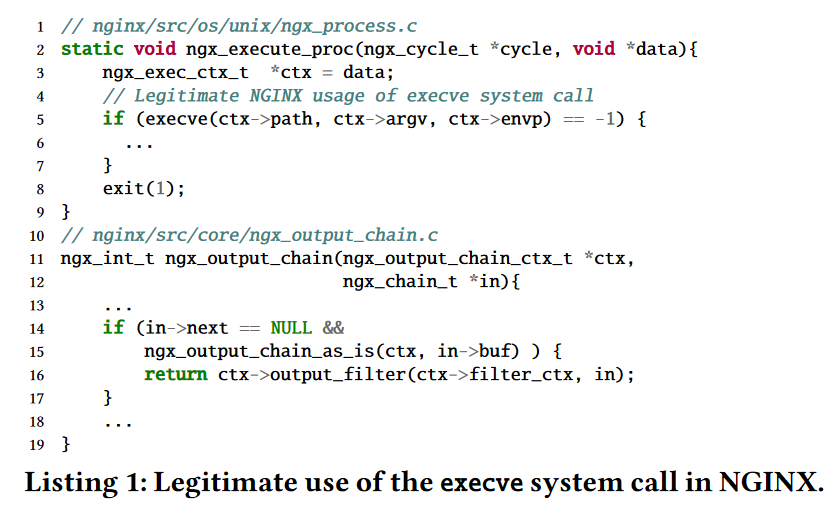 1 // nginx/src/os/unix/ngx_process.c
2 static void ngx_execute_proc(ngx_cycle_t *cycle, void *data){
3     ngx_exec_ctx_t  *ctx = data;
4     // Legitimate NGINX usage of execve system call
5     if (execve(ctx->path, ctx->argv, ctx->envp) == -1) {
6       ...
7     }
8     exit(1);
9 }
10 // nginx/src/core/ngx_output_chain.c
11 ngx_int_t ngx_output_chain(ngx_output_chain_ctx_t *ctx,
12                            ngx_chain_t *in){
13     ...
14     if (in->next == NULL &&
15         ngx_output_chain_as_is(ctx, in->buf) ) {
16         return ctx->output_filter(ctx->filter_ctx, in);
17     }
18     ...
19 }
Listing 1: Legitimate use of the execve system call in NGINX.